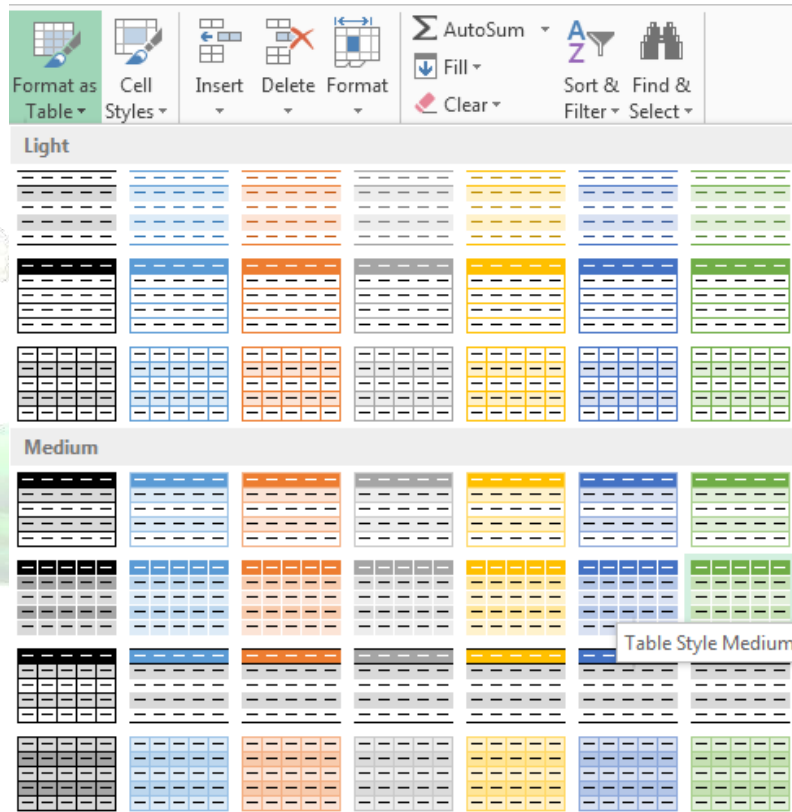 AutoSum
Fill
Clear
Format as
Table
Cell
Styles
Insert
Delete
Format
Sort &
Filter
Find &
Select
Light
Medium
Table Style Medium